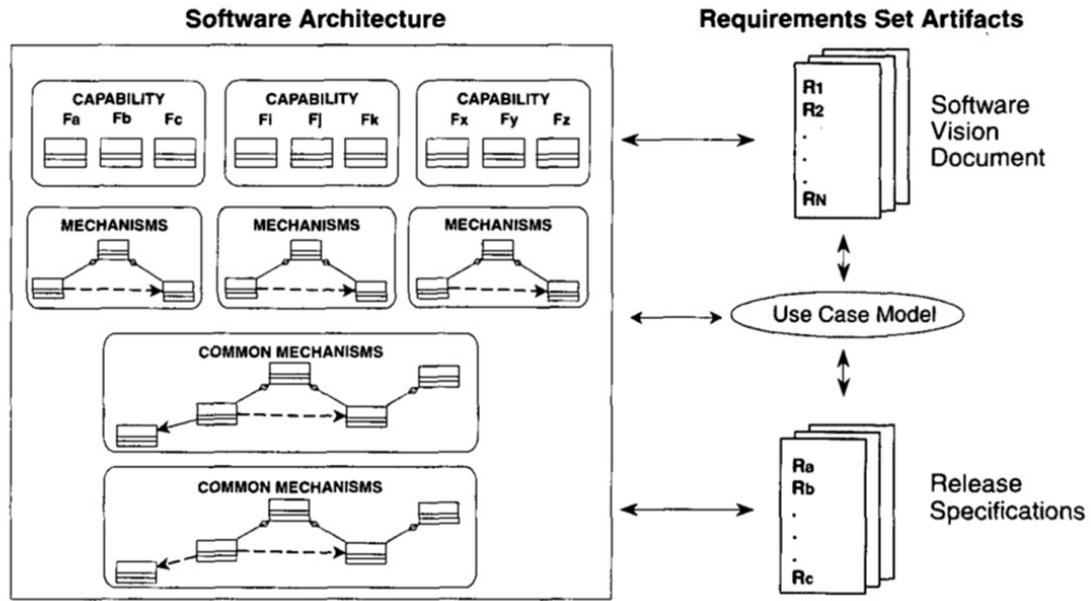 Software Architecture
Requirements Set Artifacts
CAPABILITY
Fa Fb Fc
CAPABILITY
Fi Fj Fk
CAPABILITY
Fx Fy Fz
R1
R2
.
.
.
RN
Software
Vision
Document
MECHANISMS
MECHANISMS
MECHANISMS
Use Case Model
COMMON MECHANISMS
COMMON MECHANISMS
Ra
Rb
.
.
.
Rc
Release
Specifications